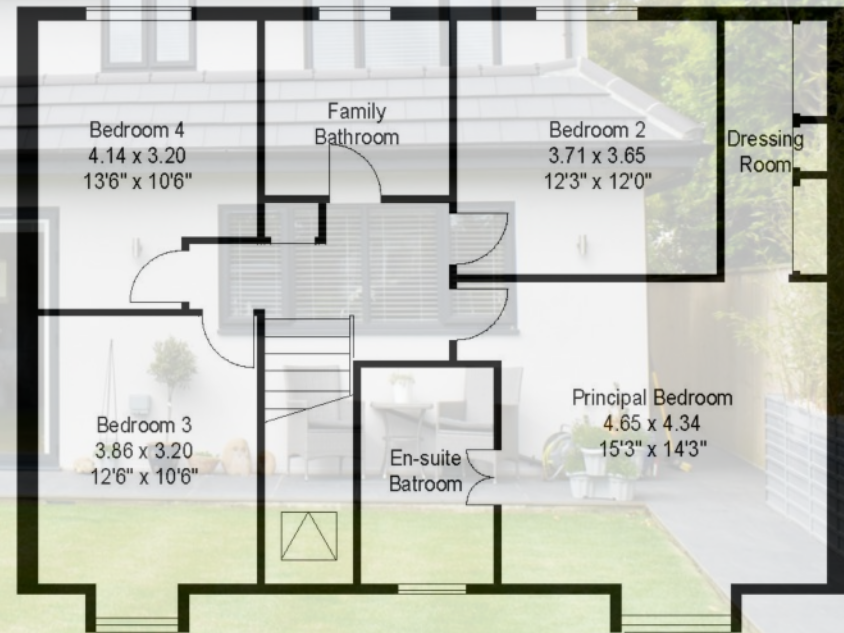 Bedroom 4
4.14 x 3.20
13'6" x 10'6"
Family
Bathroom
Bedroom 2
3.71 x 3.65
12'3" x 12'0"
Dressing
Room
Bedroom 3
3.86 x 3.20
12'6" x 10'6"
En-suite
Batroom
Principal Bedroom
4.65 x 4.34
15'3" x 14'3"